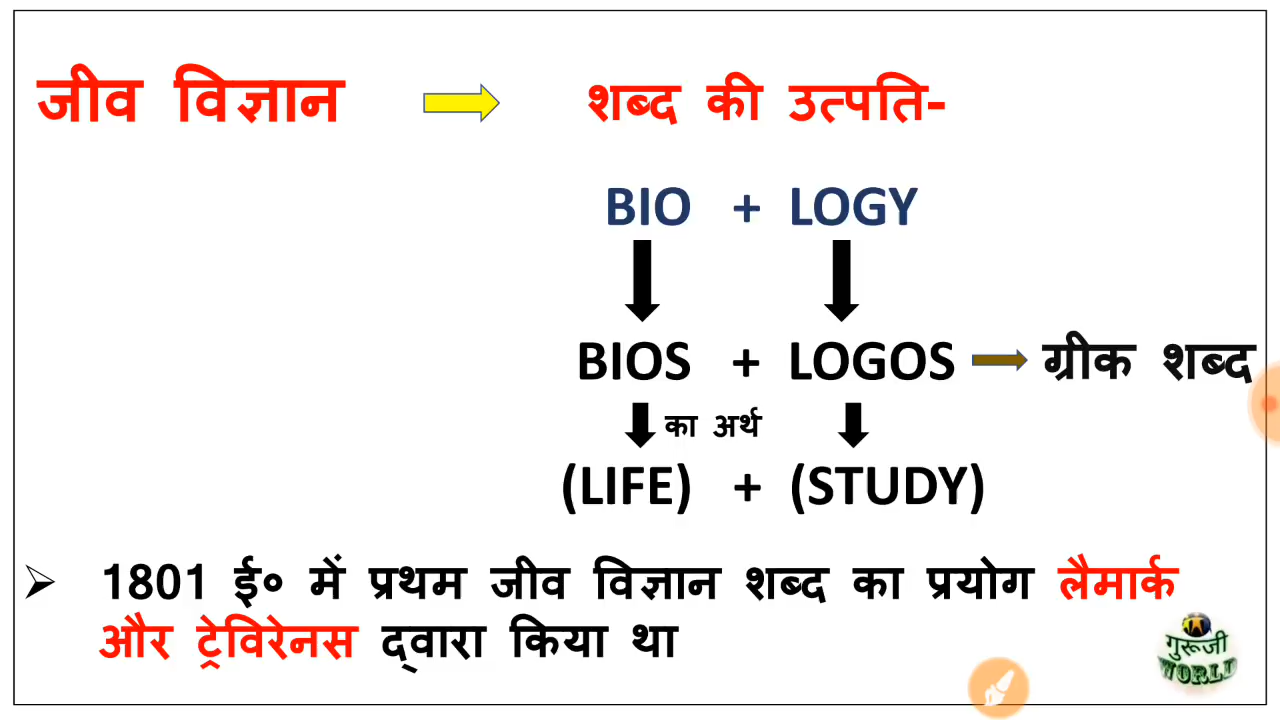 जीव विज्ञान शब्द की उत्पति-
BIO + LOGY
BIOS + LOGOS ग्रीक शब्द
का अर्थ
(LIFE) + (STUDY)
1801 ई० में प्रथम जीव विज्ञान शब्द का प्रयोग लैमार्क
और ट्रेविरेनस द्वारा किया था
गुरूजी
WORLD